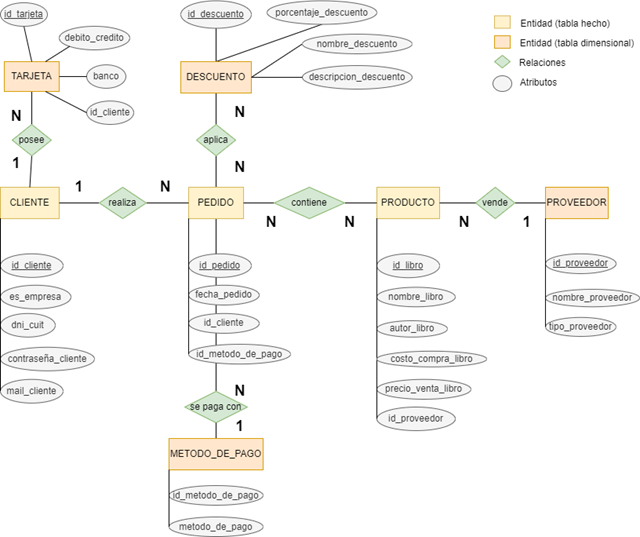 id_tarjeta
debito_credito
banco
id_cliente
TARJETA
N
posee
1
id_descuento
porcentaje_descuento
nombre_descuento
descripcion_descuento
DESCUENTO
N
aplica
N
Entidad (tabla hecho)
Entidad (tabla dimensional)
Relaciones
Atributos
CLIENTE
1
realiza
N
PEDIDO
N
contiene
N
PRODUCTO
N
vende
1
PROVEEDOR
id_cliente
es_empresa
dni_cuit
contraseña_cliente
mail_cliente
id_pedido
fecha_pedido
id_cliente
id_metodo_de_pago
id_libro
nombre_libro
autor_libro
costo_compra_libro
precio_venta_libro
id_proveedor
id_proveedor
nombre_proveedor
tipo_proveedor
N
se paga con
1
METODO_DE_PAGO
id_metodo_de_pago
metodo_de_pago